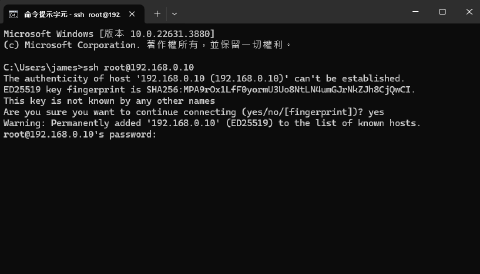 命令提示字元 - ssh root@192.
Microsoft Windows [版本 10.0.22631.3880]
(c) Microsoft Corporation. 著作權所有，並保留一切權利。
C:\Users\james>ssh root@192.168.0.10
The authenticity of host '192.168.0.10 (192.168.0.10)' can't be established.
ED25519 key fingerprint is SHA256:MPA9rOx1LfF0yormU3Uo8NtLN4umGJrNkZJh8CjQwCI.
This key is not known by any other names
Are you sure you want to continue connecting (yes/no/[fingerprint])? yes
Warning: Permanently added '192.168.0.10' (ED25519) to the list of known hosts.
root@192.168.0.10's password: